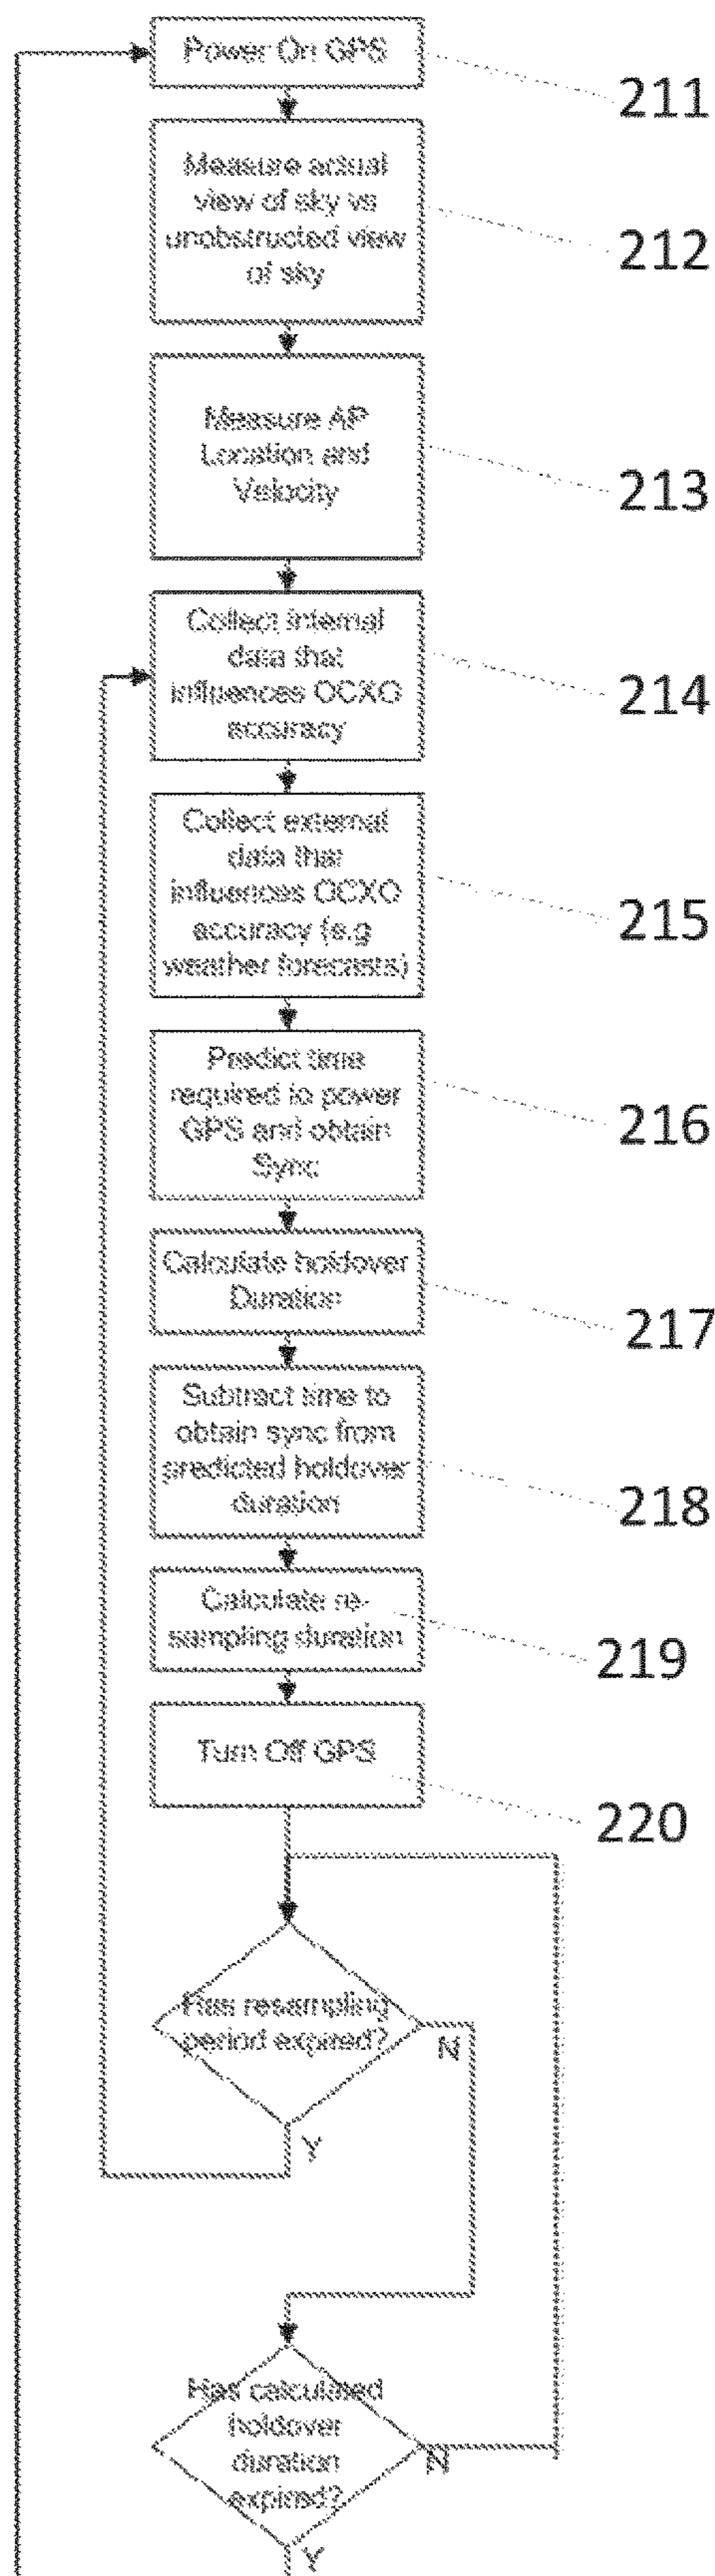 Power On GPS
211
Measure actual
view of sky vs
unobstructed view
of sky
212
Measure AP
Location and
Velocity
213
Collect internal
data that
influences OCXO
accuracy
214
Collect external
data that
influences OCXO
accuracy (e.g
weather forecasts)
215
Predict time
required to power
GPS and obtain
Sync
216
Calculate holdover
Duration
217
Subtract time to
obtain sync from
predicted holdover
duration
218
Calculate re-
sampling duration
219
Turn Off GPS
220
Has resampling
period expired?
N
Y
Has calculated
holdover
duration
expired?
N
Y